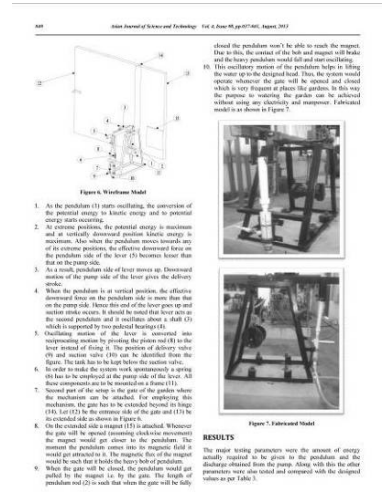 040 Asian Journal of Science and Technology Vol. 4, Issue 08, pp.037-041, August, 2013
Figure 6. Wireframe Model
1. As the pendulum (1) starts oscillating, the conversion of
the potential energy to kinetic energy and to potential
energy starts occurring.
2. At extreme positions, the potential energy is maximum
and at vertically downward position kinetic energy is
maximum. Also when the pendulum moves towards any
of its extreme positions, the effective downward force on
the pendulum side of the lever (5) becomes lesser than
that on the pump side.
3. As a result, pendulum side of lever moves up. Downward
motion of the pump side of the lever gives the delivery
stroke.
4. When the pendulum is at vertical position, the effective
downward force on the pendulum side is more than that
on the pump side. Hence this end of the lever goes up and
suction stroke occurs. It should be noted that lever acts as
the second pendulum and it oscillates about a shaft (3)
which is supported by two pedestal bearings (4).
5. Oscillating motion of the lever is converted into
reciprocating motion by pivoting the piston rod (8) to the
lever instead of fixing it. The position of delivery valve
(9) and suction valve (10) can be identified from the
figure. The tank has to be kept below the suction valve.
6. In order to make the system work spontaneously a spring
(6) has to be employed at the pump side of the lever. All
these components are to be mounted on a frame (11).
7. Second part of the setup is the gate of the garden where
the mechanism can be attached. For employing this
mechanism, the gate has to be extended beyond its hinge
(14). Let (12) be the entrance side of the gate and (13) be
its extended side as shown in Figure 6.
8. On the extended side a magnet (15) is attached. Whenever
the gate will be opened (assuming clockwise movement)
the magnet would get closer to the pendulum. The
moment the pendulum comes into its magnetic field it
would get attracted to it. The magnetic flux of the magnet
would be such that it holds the heavy bob of pendulum.
9. When the gate will be closed, the pendulum would get
pulled by the magnet i.e. by the gate. The length of
pendulum rod (2) is such that when the gate will be fully
closed the pendulum won't be able to reach the magnet.
Due to this, the contact of the bob and magnet will brake
and the heavy pendulum would fall and start oscillating.
10. This oscillatory motion of the pendulum helps in lifting
the water up to the designed head. Thus, the system would
operate whenever the gate will be opened and closed
which is very frequent at places like gardens. In this way
the purpose to watering the garden can be achieved
without using any electricity and manpower. Fabricated
model is as shown in Figure 7.
Figure 7. Fabricated Model
RESULTS
The major testing parameters were the amount of energy
actually required to be given to the pendulum and the
discharge obtained from the pump. Along with this the other
parameters were also tested and compared with the designed
values as per Table 3.